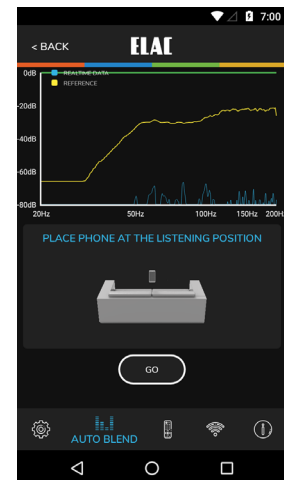 7:00
< BACK
ELAC
0dB
REALTIME DATA
REFERENCE
-20dB
-40dB
-60dB
-80dB
20Hz 50Hz 100Hz 150Hz 200Hz
PLACE PHONE AT THE LISTENING POSITION
GO
AUTO BLEND